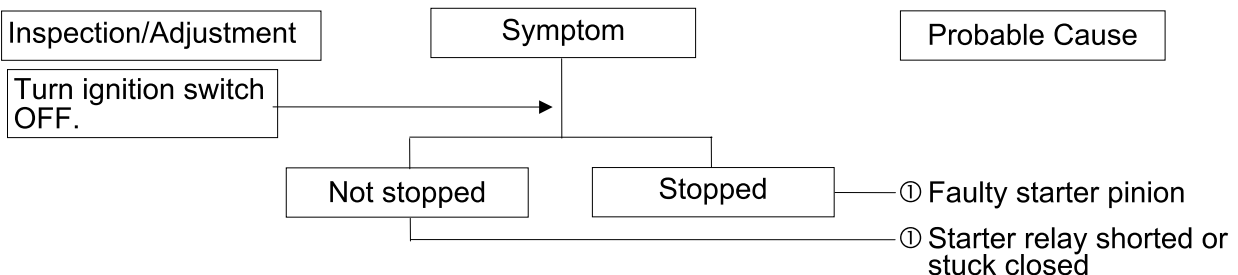 Inspection/Adjustment
Symptom
Probable Cause
Turn ignition switch
OFF.
Not stopped
Stopped
① Faulty starter pinion
① Starter relay shorted or
stuck closed